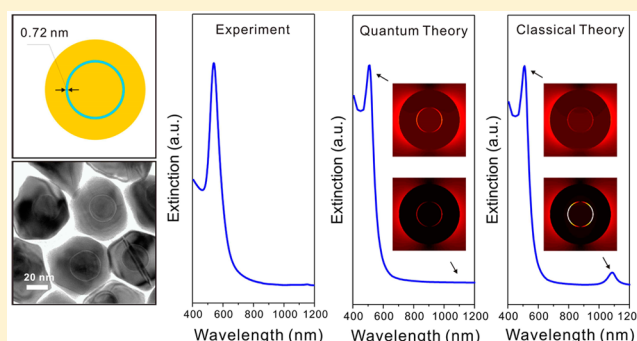 0.72 nm
20 nm
Experiment
Extinction (a.u.)
400 600 800 1000 1200
Wavelength (nm)
Quantum Theory
Extinction (a.u.)
400 600 800 1000 1200
Wavelength (nm)
Classical Theory
Extinction (a.u.)
400 600 800 1000 120
Wavelength (nm)